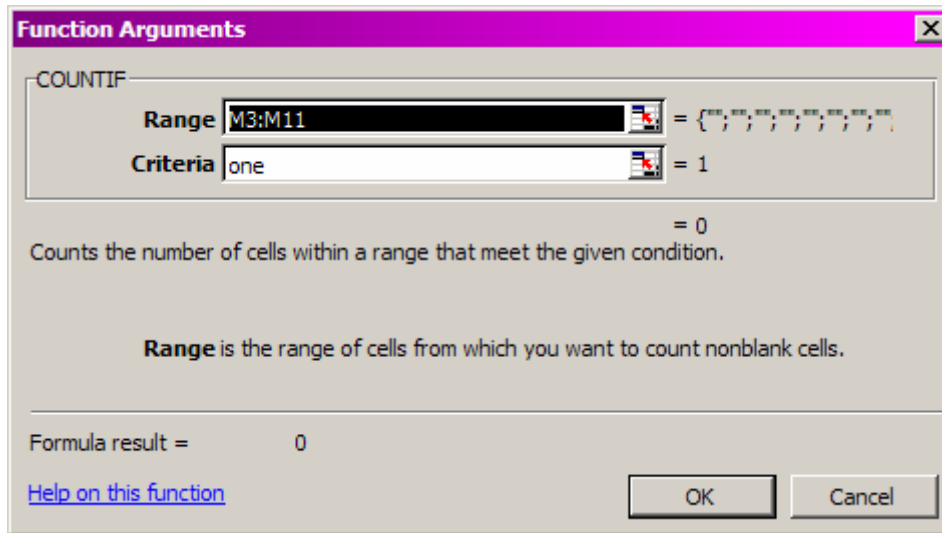 Function Arguments
COUNTIF
Range M3:M11 = {"";"";"";"";"";"";"";"";
Criteria one = 1
= 0
Counts the number of cells within a range that meet the given condition.
Range is the range of cells from which you want to count nonblank cells.
Formula result = 0
Help on this function
OK Cancel